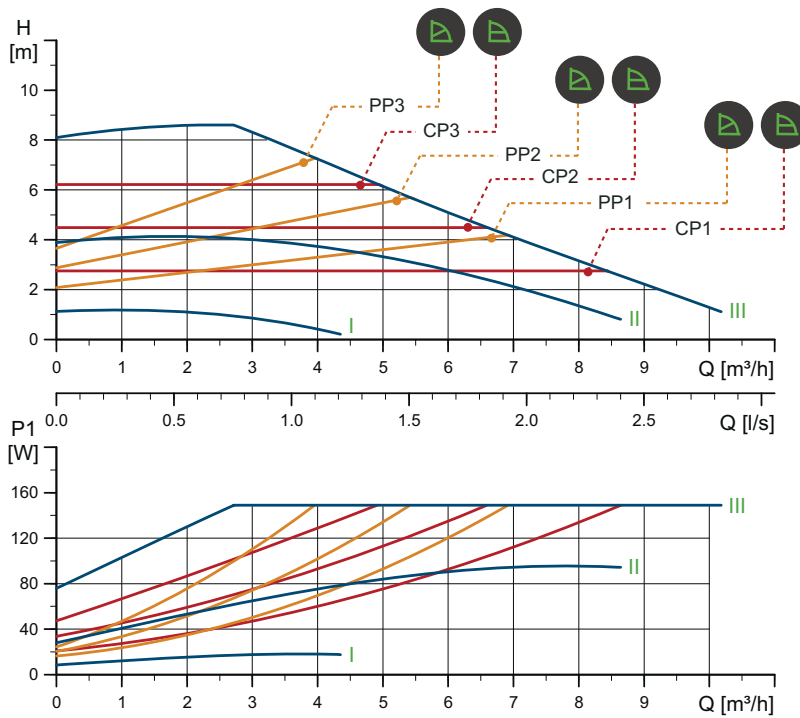 H
[m]
10
8
6
4
2
0
PP3
CP3
PP2
CP2
PP1
CP1
I
II
III
0 1 2 3 4 5 6 7 8 9 Q [m³/h]
0.0 0.5 1.0 1.5 2.0 2.5 Q [l/s]
P1
[W]
160
120
80
40
0
III
II
I
0 1 2 3 4 5 6 7 8 9 Q [m³/h]